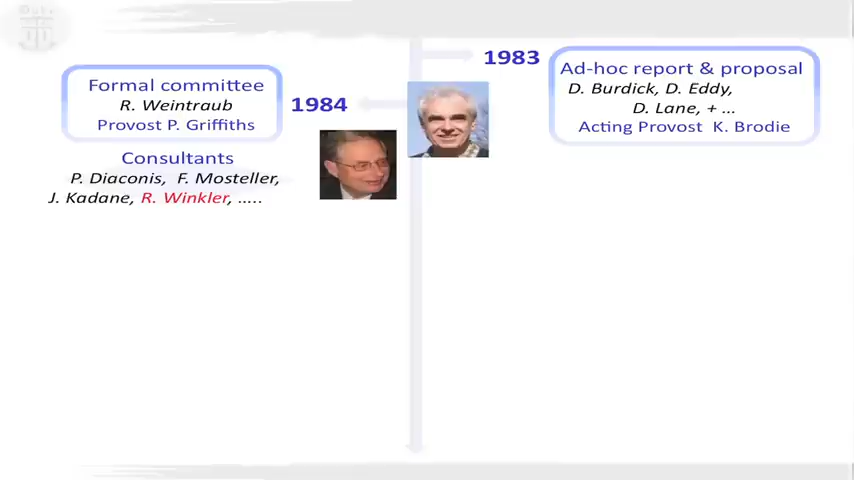 1983
Ad-hoc report & proposal
D. Burdick, D. Eddy,
D. Lane, + ...
Acting Provost K. Brodie
1984
Formal committee
R. Weintraub
Provost P. Griffiths
Consultants
P. Diaconis, F. Mosteller,
J. Kadane, R. Winkler, .....